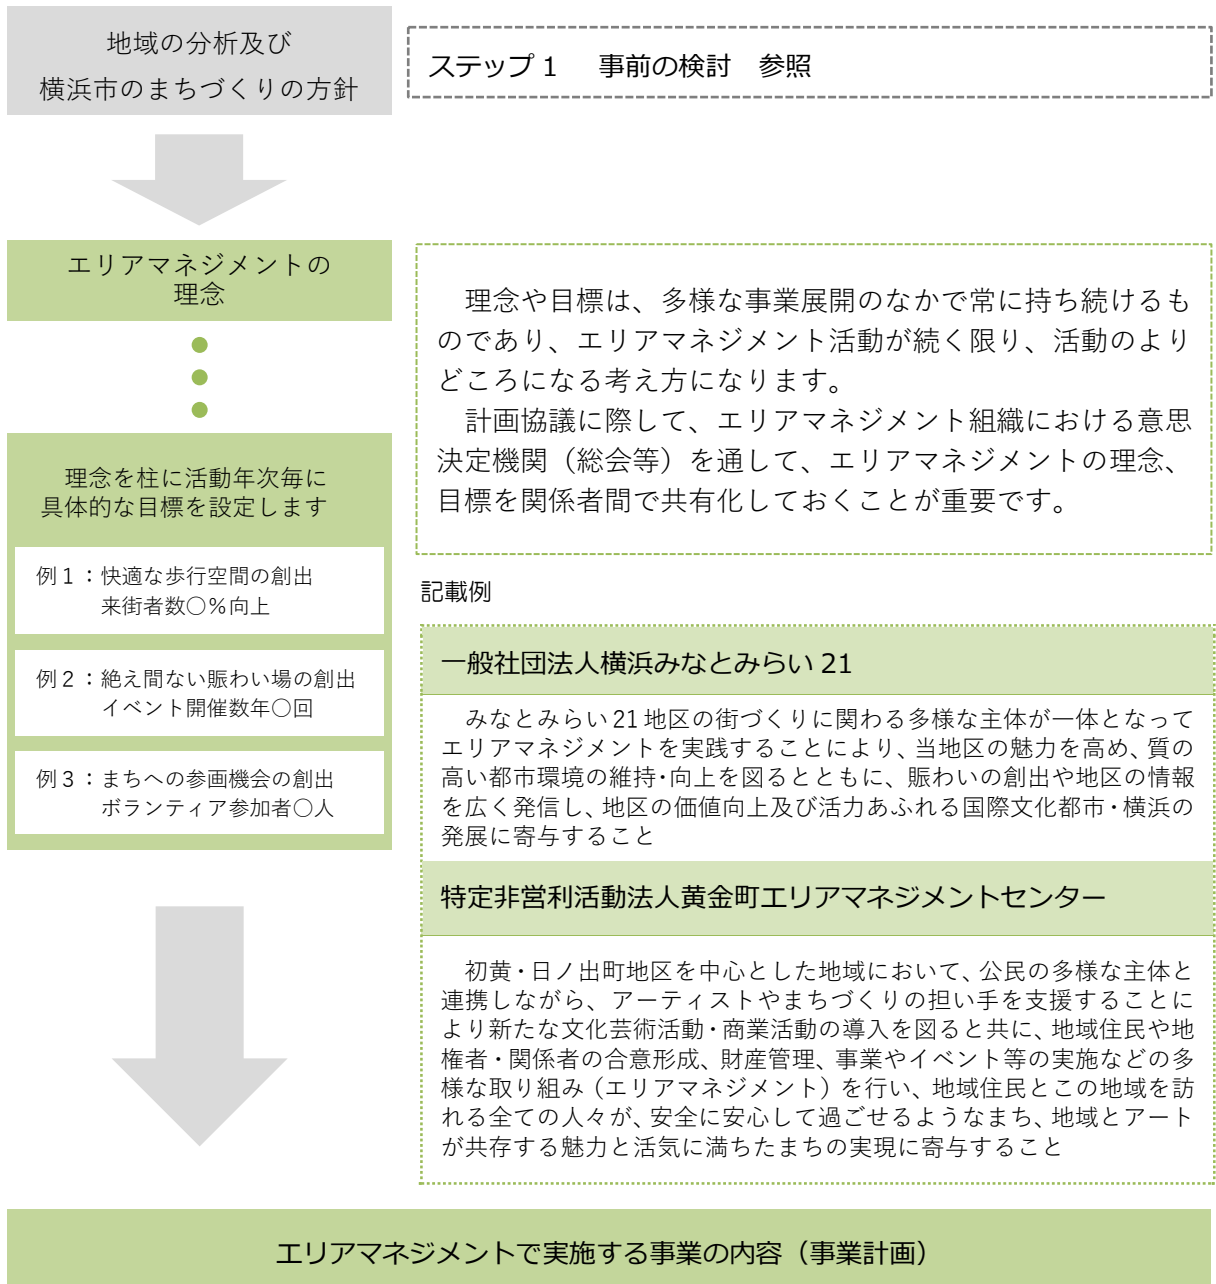 地域の分析及び
横浜市のまちづくりの方針
ステップ１　事前の検討　参照
エリアマネジメントの
理念
理念や目標は、多様な事業展開のなかで常に持ち続けるも
のであり、エリアマネジメント活動が続く限り、活動のより
どころになる考え方になります。
計画協議に際して、エリアマネジメント組織における意思
決定機関（総会等）を通して、エリアマネジメントの理念、
目標を関係者間で共有化しておくことが重要です。
理念を柱に活動年次毎に
具体的な目標を設定します
例１：快適な歩行空間の創出
来街者数○％向上
例２：絶え間ない賑わい場の創出
イベント開催数年○回
例３：まちへの参画機会の創出
ボランティア参加者○人
記載例
一般社団法人横浜みなとみらい 21
みなとみらい 21 地区の街づくりに関わる多様な主体が一体となって
エリアマネジメントを実践することにより、当地区の魅力を高め、質の
高い都市環境の維持・向上を図るとともに、賑わいの創出や地区の情報
を広く発信し、地区の価値向上及び活力あふれる国際文化都市・横浜の
発展に寄与すること
特定非営利活動法人黄金町エリアマネジメントセンター
初黄・日ノ出町地区を中心とした地域において、公民の多様な主体と
連携しながら、アーティストやまちづくりの担い手を支援することに
より新たな文化芸術活動・商業活動の導入を図ると共に、地域住民や地
権者・関係者の合意形成、財産管理、事業やイベント等の実施などの多
様な取り組み（エリアマネジメント）を行い、地域住民とこの地域を訪
れる全ての人々が、安全に安心して過ごせるようなまち、地域とアート
が共存する魅力と活気に満ちたまちの実現に寄与すること
エリアマネジメントで実施する事業の内容（事業計画）